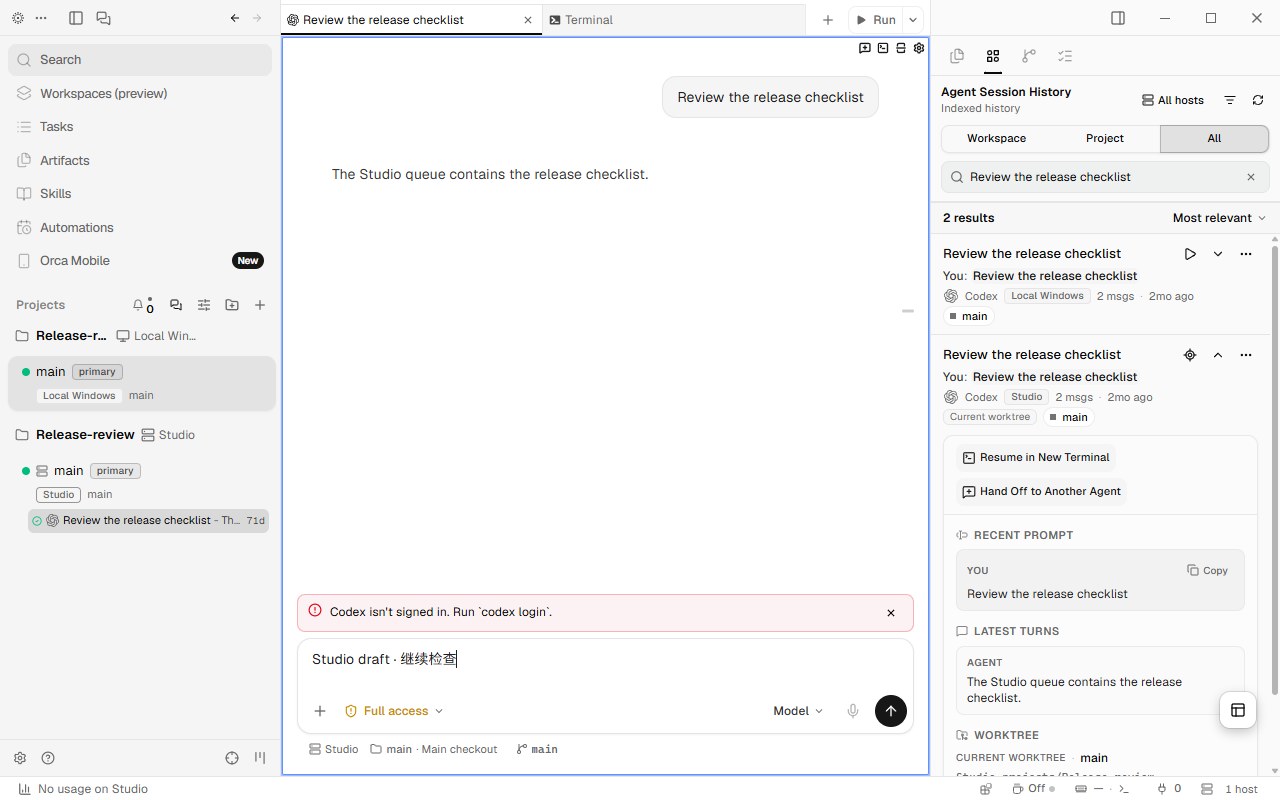 Search
Workspaces (preview)
Tasks
Artifacts
Skills
Automations
Orca Mobile New
Projects 0
Release-r... Local Win...
main primary
Local Windows main
Release-review Studio
main primary
Studio main
Review the release checklist - Th... 71d
Review the release checklist
Terminal
Run
Review the release checklist
The Studio queue contains the release checklist.
Codex isn't signed in. Run `codex login`.
Studio draft · 继续检查
Full access
Model
Studio main · Main checkout main
Agent Session History
Indexed history
All hosts
Workspace Project All
Review the release checklist
2 results Most relevant
Review the release checklist
You: Review the release checklist
Codex Local Windows 2 msgs · 2mo ago
main
Review the release checklist
You: Review the release checklist
Codex Studio 2 msgs · 2mo ago
Current worktree main
Resume in New Terminal
Hand Off to Another Agent
RECENT PROMPT
YOU Copy
Review the release checklist
LATEST TURNS
AGENT
The Studio queue contains the release
checklist.
WORKTREE
CURRENT WORKTREE · main
No usage on Studio
Off
0
1 host